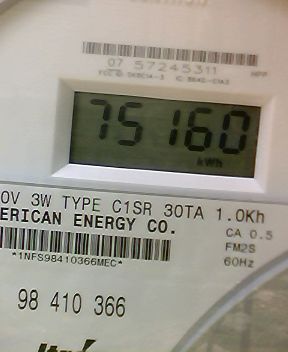 07 57245311
75160
kWh
0V 3W TYPE C1SR 30TA 1.0Kh
ERICAN ENERGY CO.
CA 0.5
FM2S
*1NFS98410366MEC*
60Hz
98 410 366